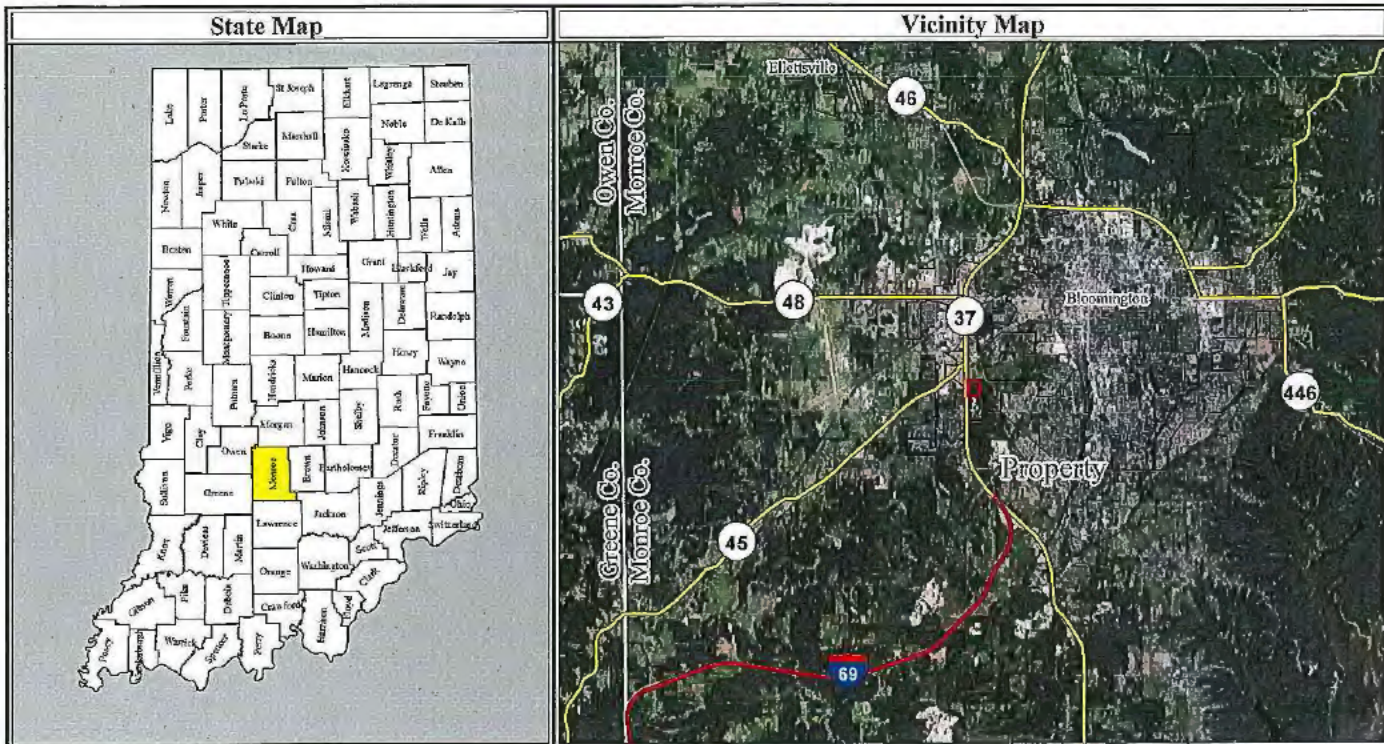 State Map
Vicinity Map
Lake
Porter
La Porte
St Joseph
Elkhart
Lagrange
Steuben
Noble
De Kalb
Starke
Marshall
Kosciusko
Whitley
Allen
Newton
Jasper
Pulaski
Fulton
White
Cass
Miami
Wabash
Huntington
Wells
Adams
Benton
Carroll
Howard
Grant
Blackford
Jay
Warren
Tippecanoe
Clinton
Tipton
Madison
Delaware
Randolph
Fountain
Montgomery
Boone
Hamilton
Henry
Wayne
Vermillion
Parke
Putnam
Hendricks
Marion
Hancock
Rush
Fayette
Union
Vigo
Clay
Owen
Morgan
Johnson
Shelby
Decatur
Franklin
Sullivan
Greene
Monroe
Brown
Bartholomew
Jennings
Ripley
Dearborn
Ohio
Switzerland
Jefferson
Jackson
Lawrence
Knox
Daviess
Martin
Orange
Washington
Scott
Clark
Floyd
Harrison
Crawford
Dubois
Pike
Gibson
Posey
Vanderburgh
Warrick
Spencer
Perry
Ellettsville
46
Owen Co.
Monroe Co.
43
48
37
Bloomington
446
Property
45
Greene Co.
Monroe Co.
69